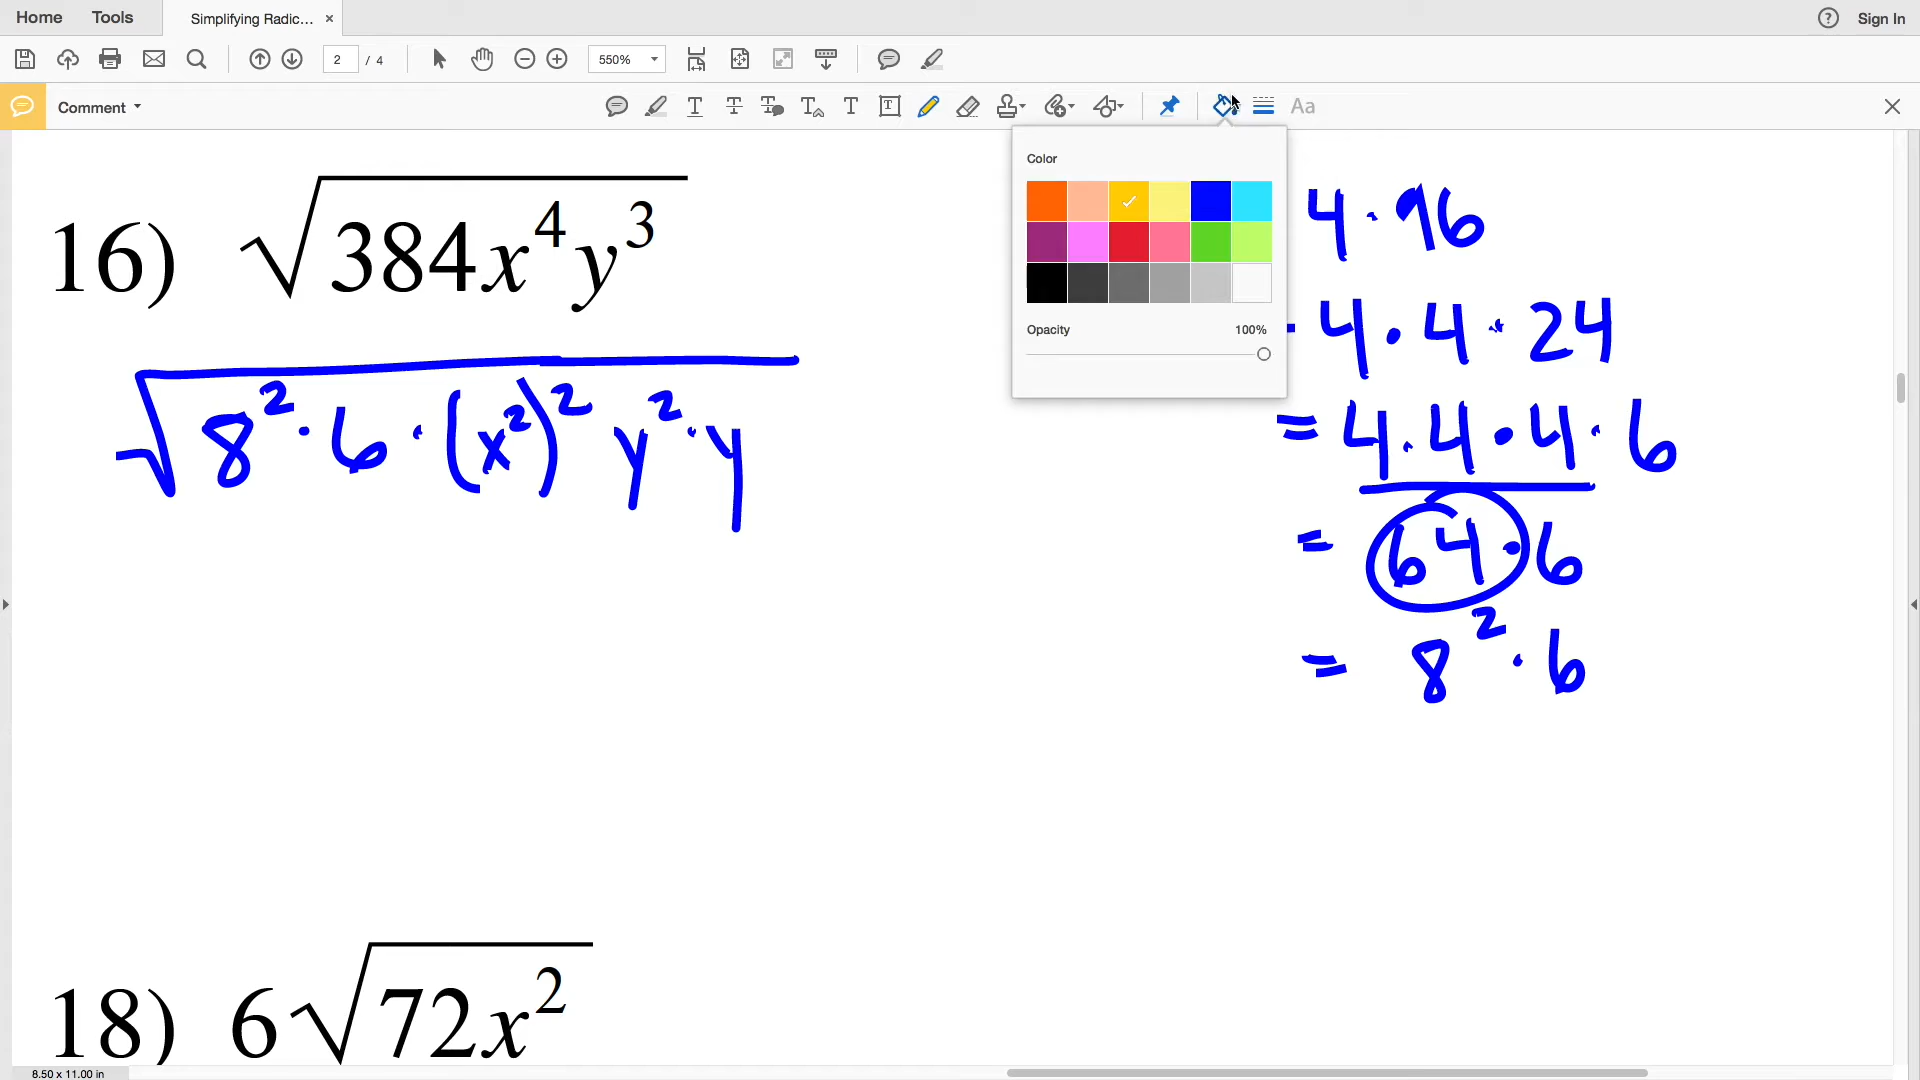 Home Tools Simplifying Radic... × ? Sign In
2 / 4 550%
Comment Aa
Color
Opacity 100%
16) √384x⁴y³
√8²·6·(x²)²y²·y
4·96
4·4·24
= 4·4·4·6
= 64·6
= 8²·6
18) 6√72x²
8.50 x 11.00 in